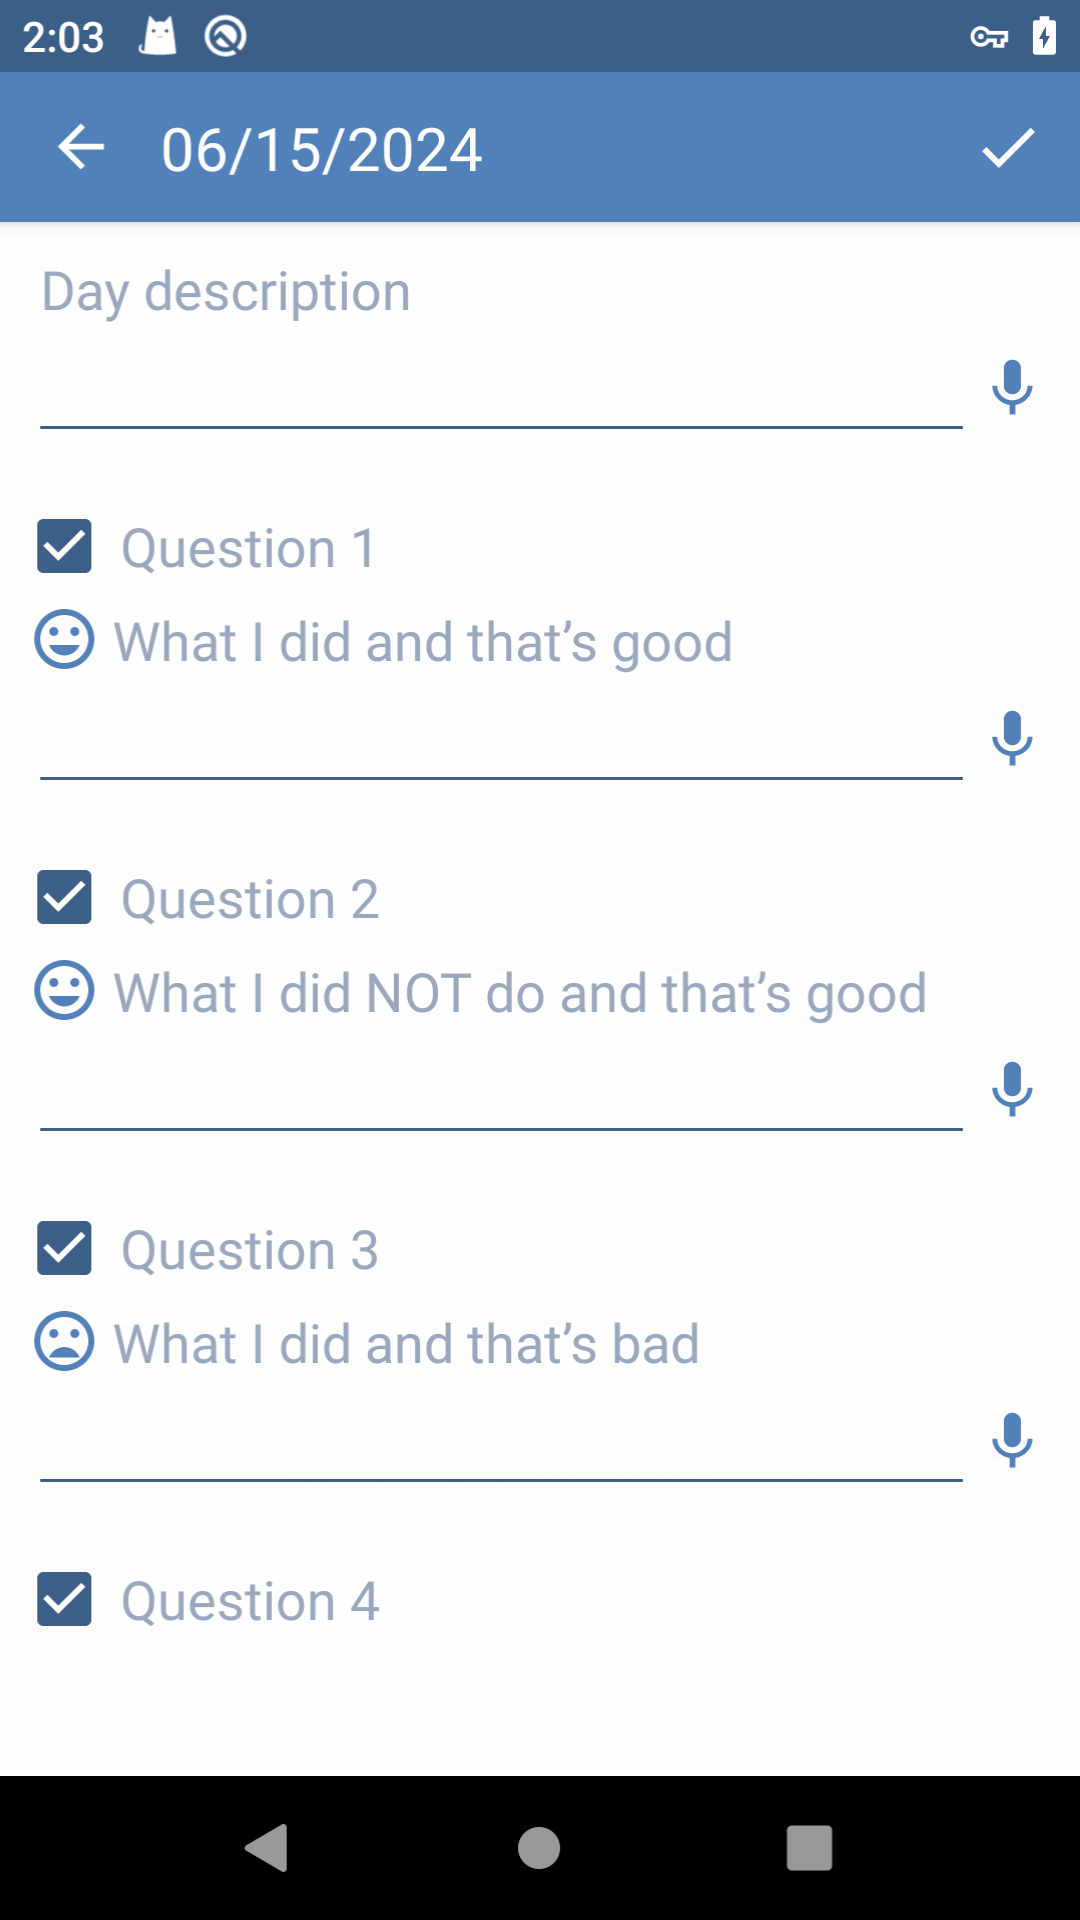 2:03
06/15/2024
Day description
Question 1
What I did and that’s good
Question 2
What I did NOT do and that’s good
Question 3
What I did and that’s bad
Question 4